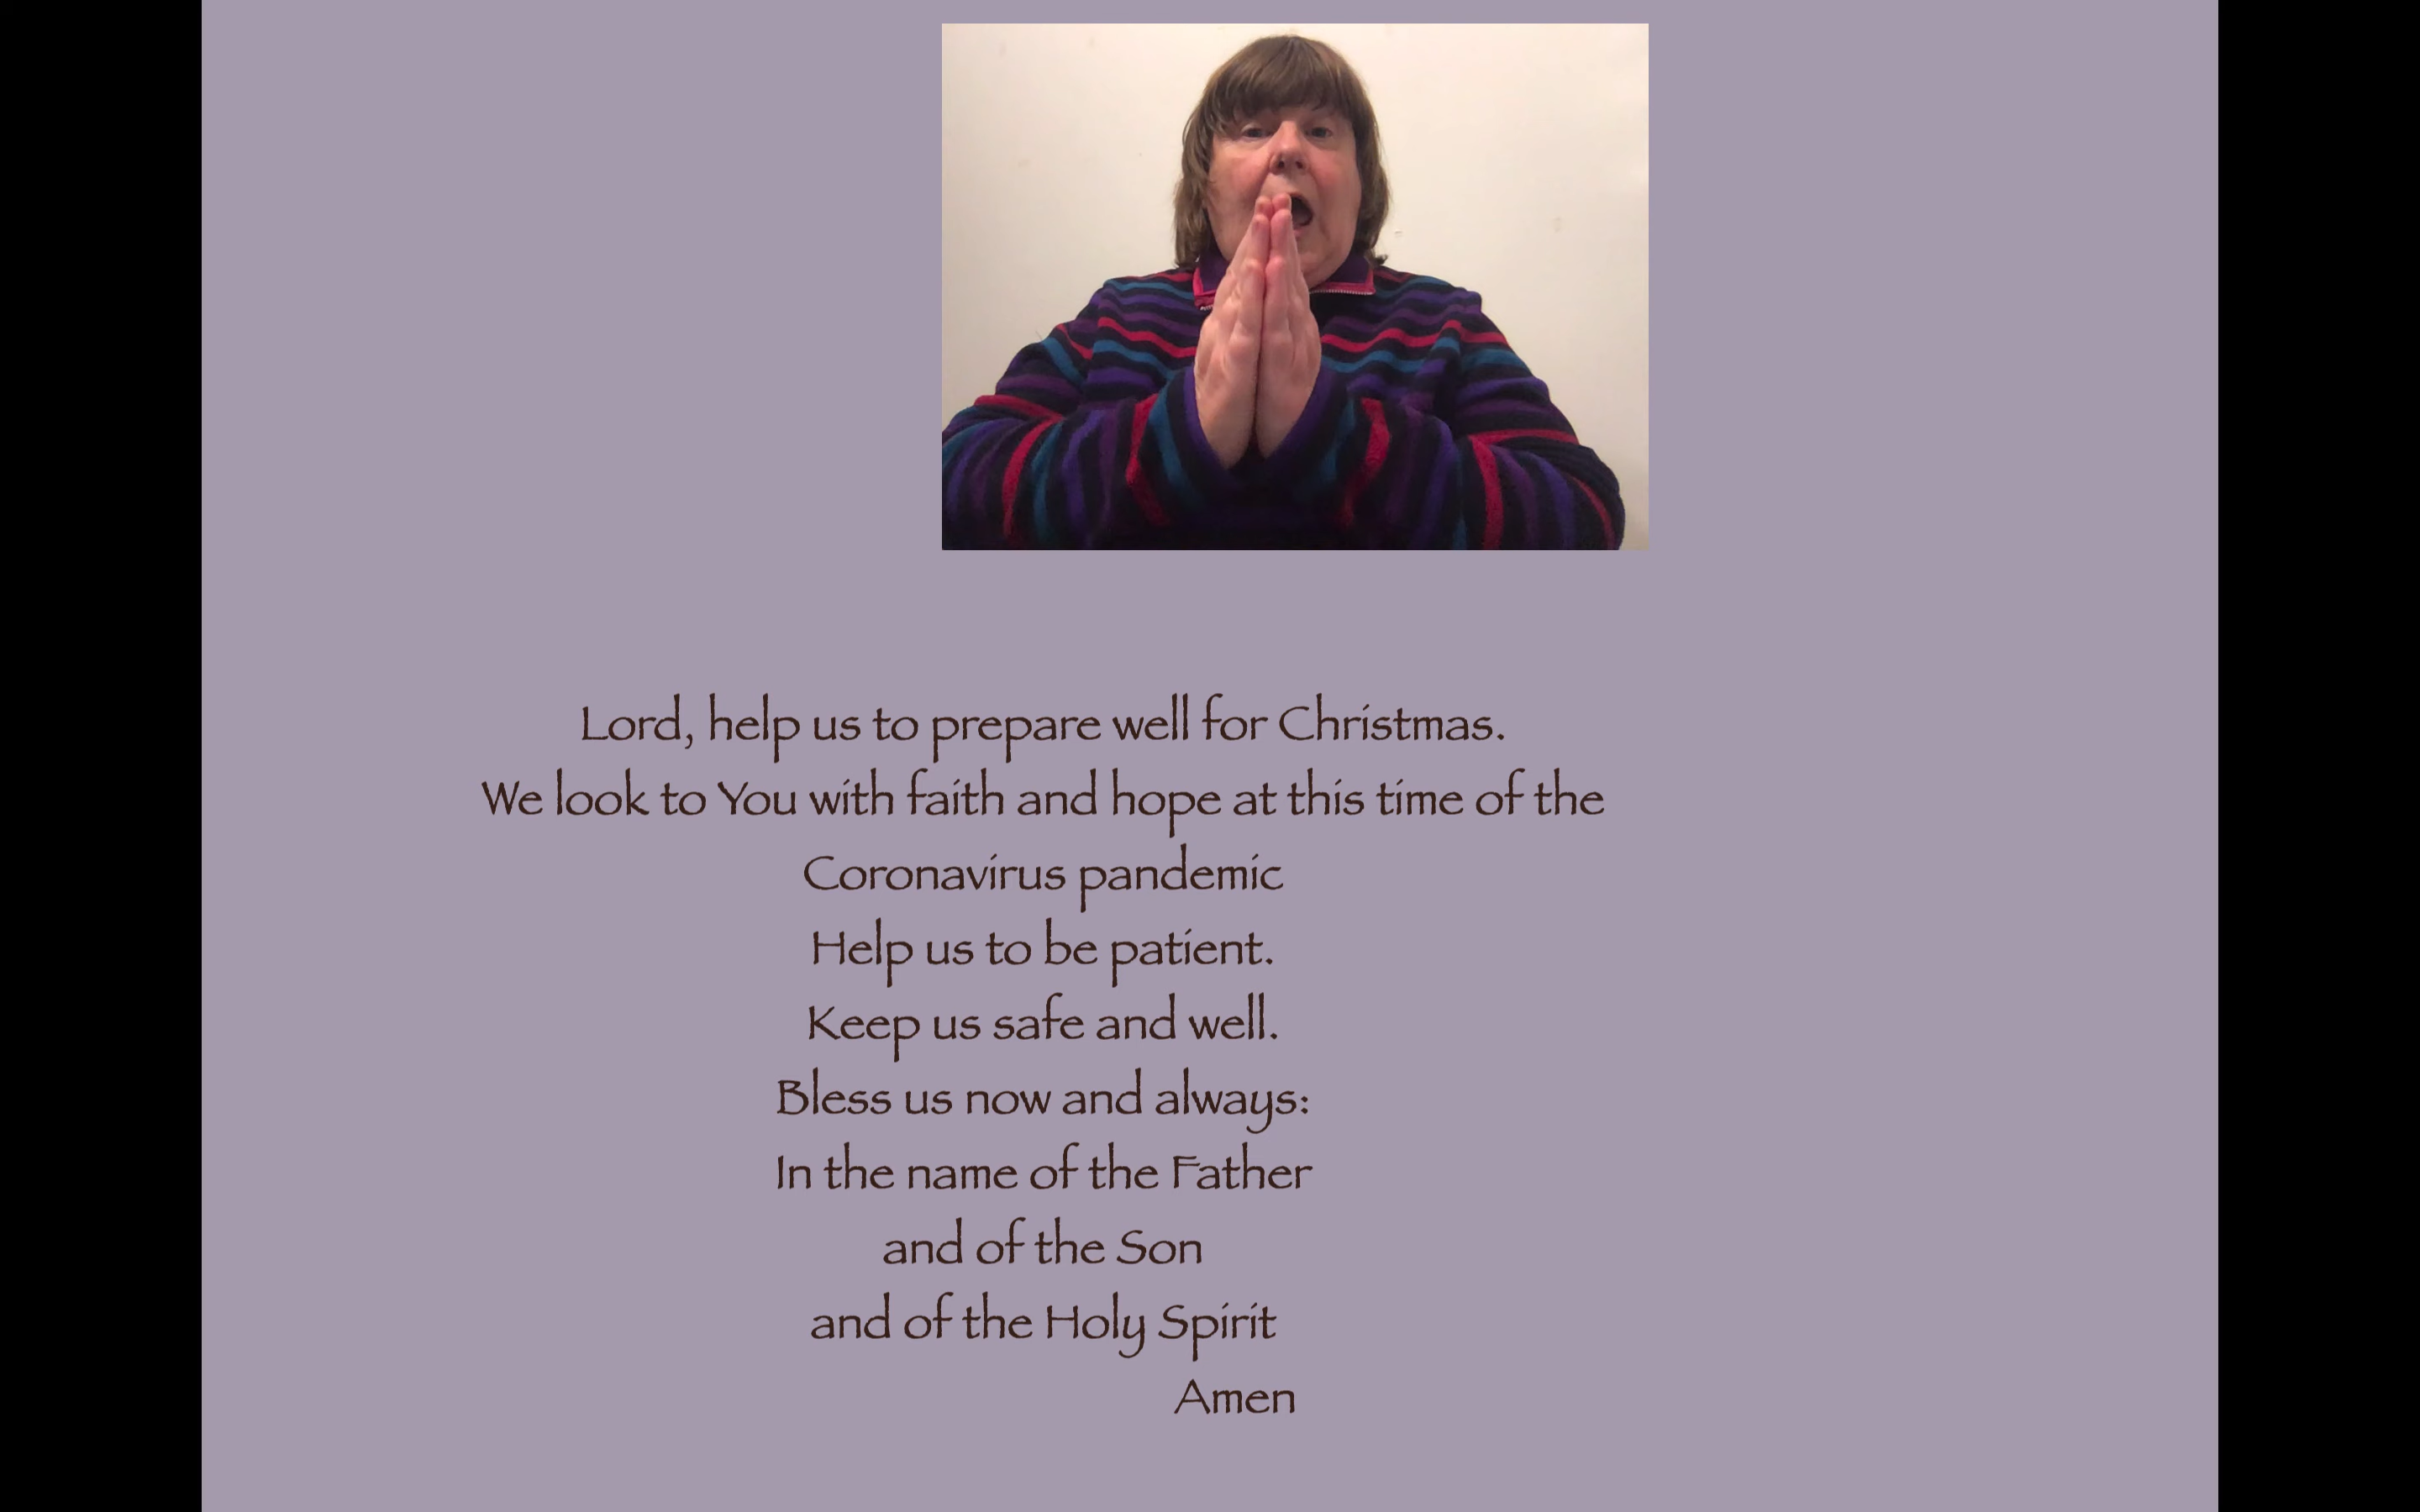 Lord, help us to prepare well for Christmas.
We look to You with faith and hope at this time of the
Coronavirus pandemic
Help us to be patient.
Keep us safe and well.
Bless us now and always:
In the name of the Father
and of the Son
and of the Holy Spirit
Amen